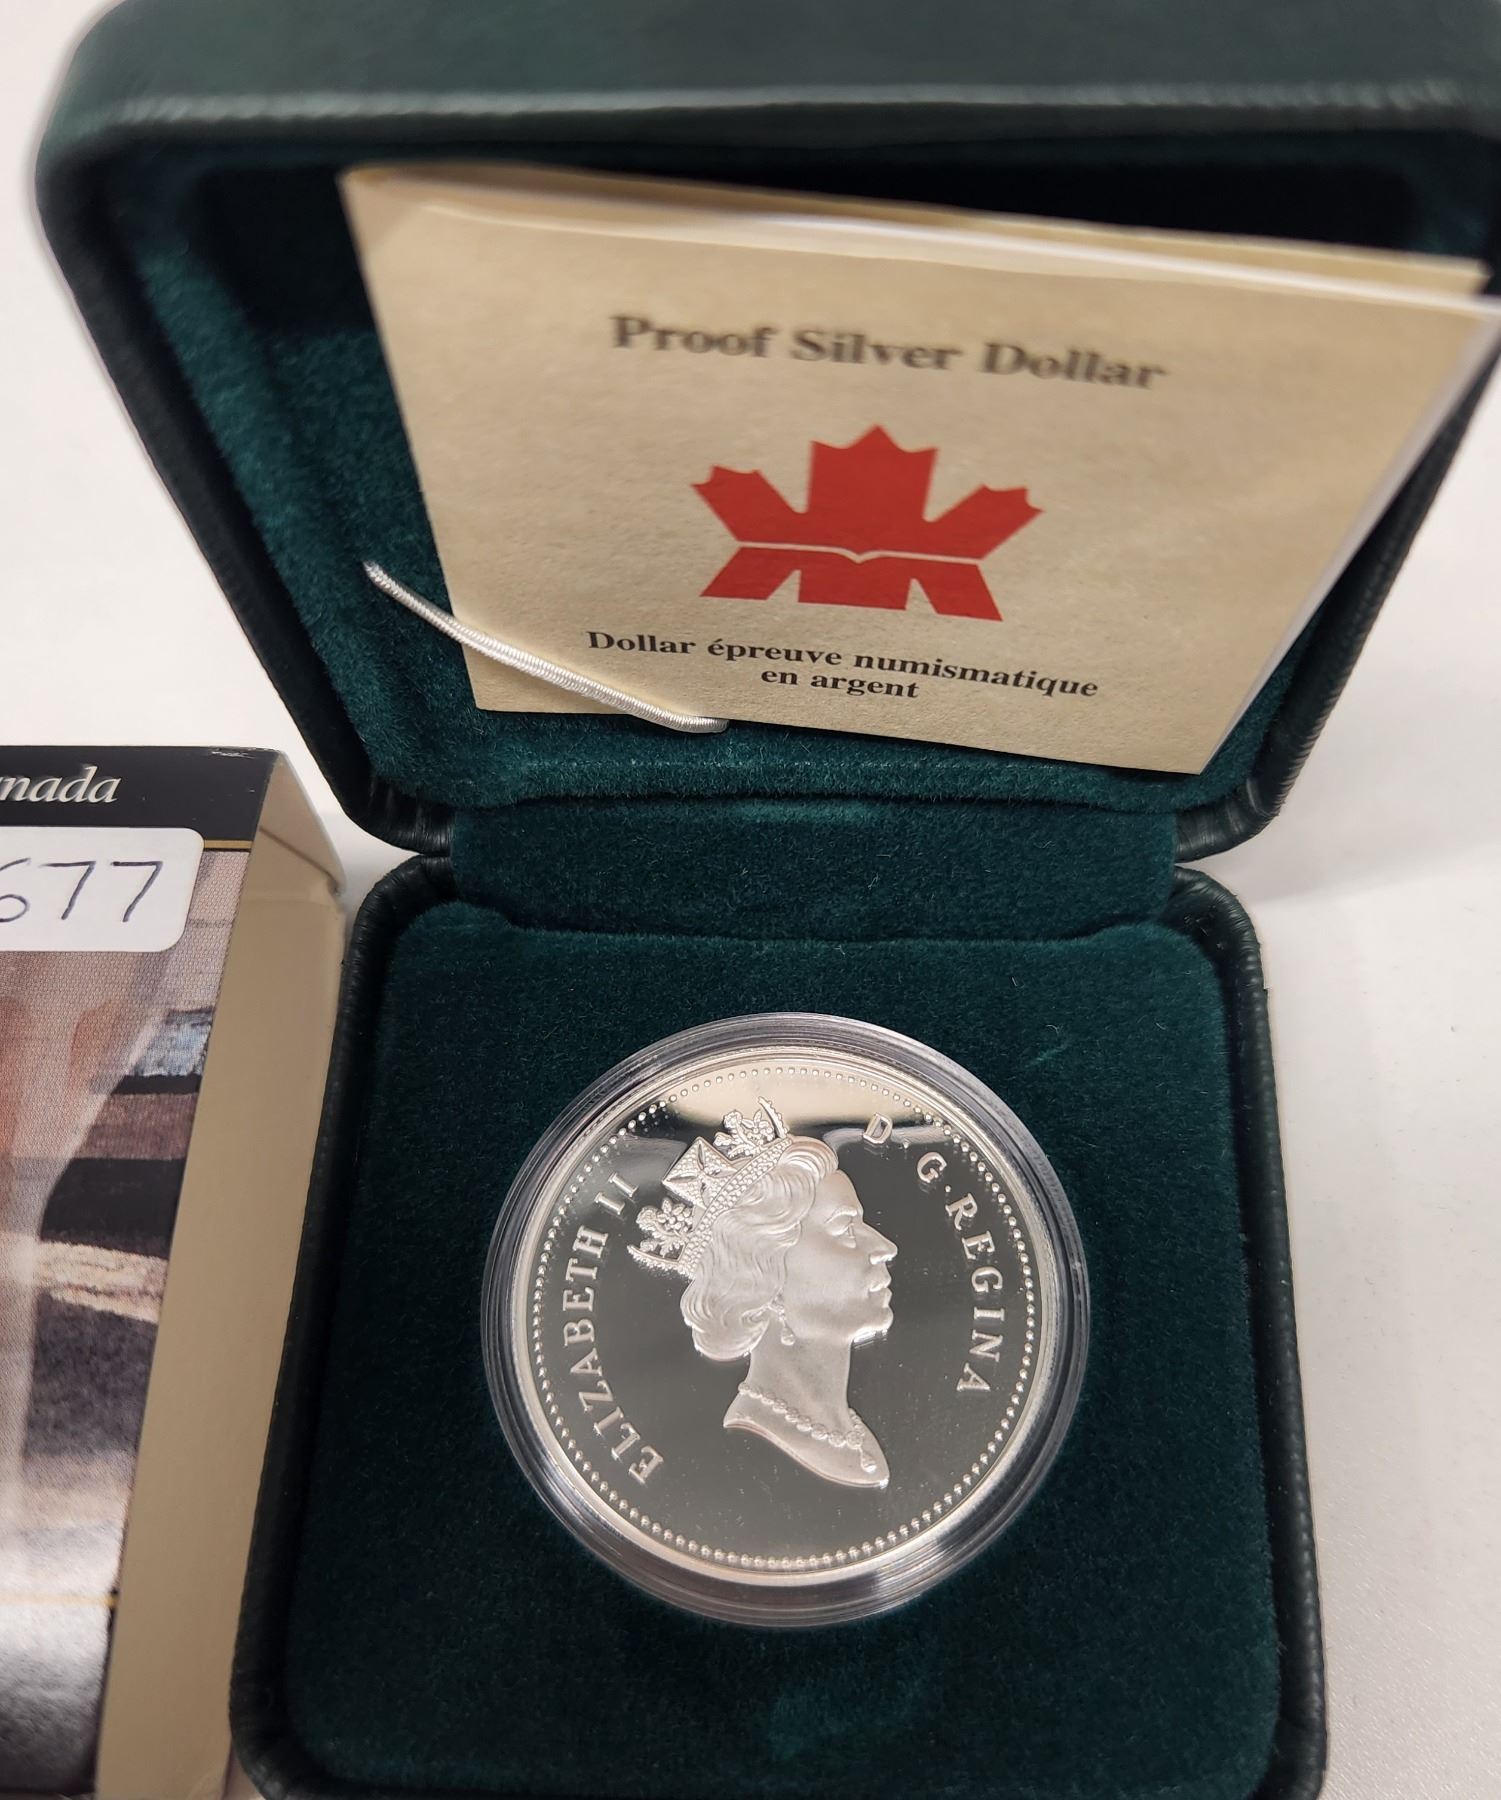 Proof Silver Dollar
Dollar épreuve numismatique
en argent
nada
677
ELIZABETH II D·G·REGINA